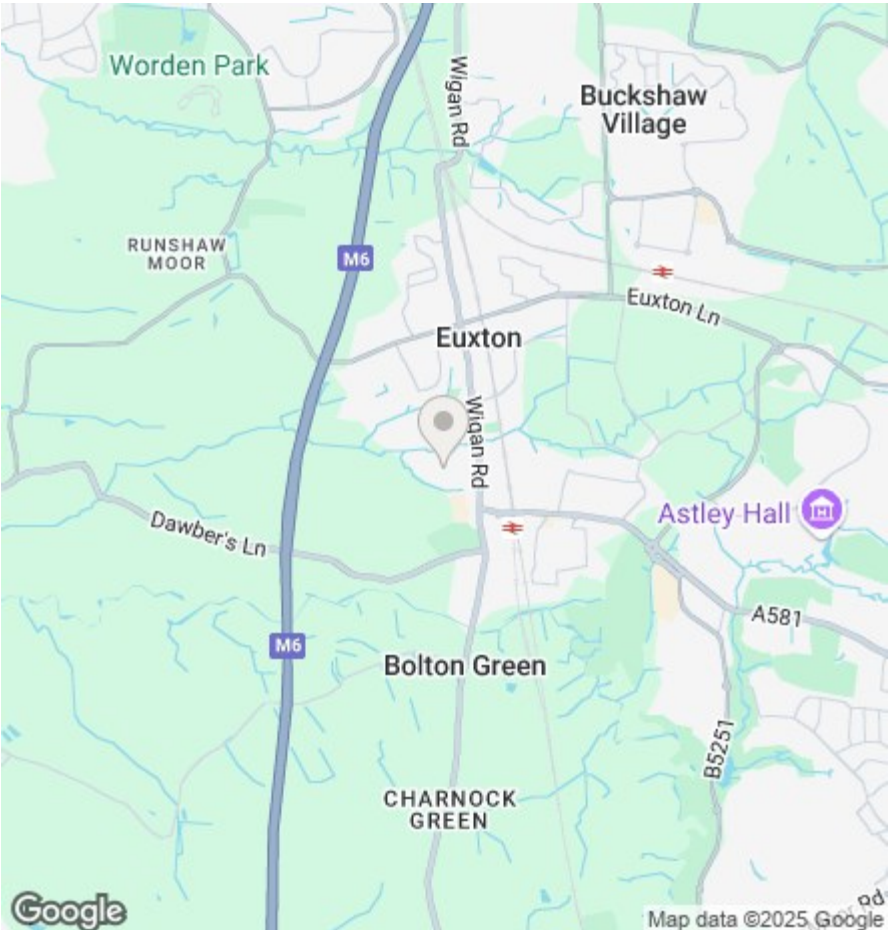 Worden Park
Wigan Rd
Buckshaw
Village
RUNSHAW
MOOR
M6
Euxton Ln
Euxton
Wigan Rd
Astley Hall
Dawber's Ln
A581
M6
Bolton Green
B5251
CHARNOCK
GREEN
Rd
Google
Map data ©2025 Google